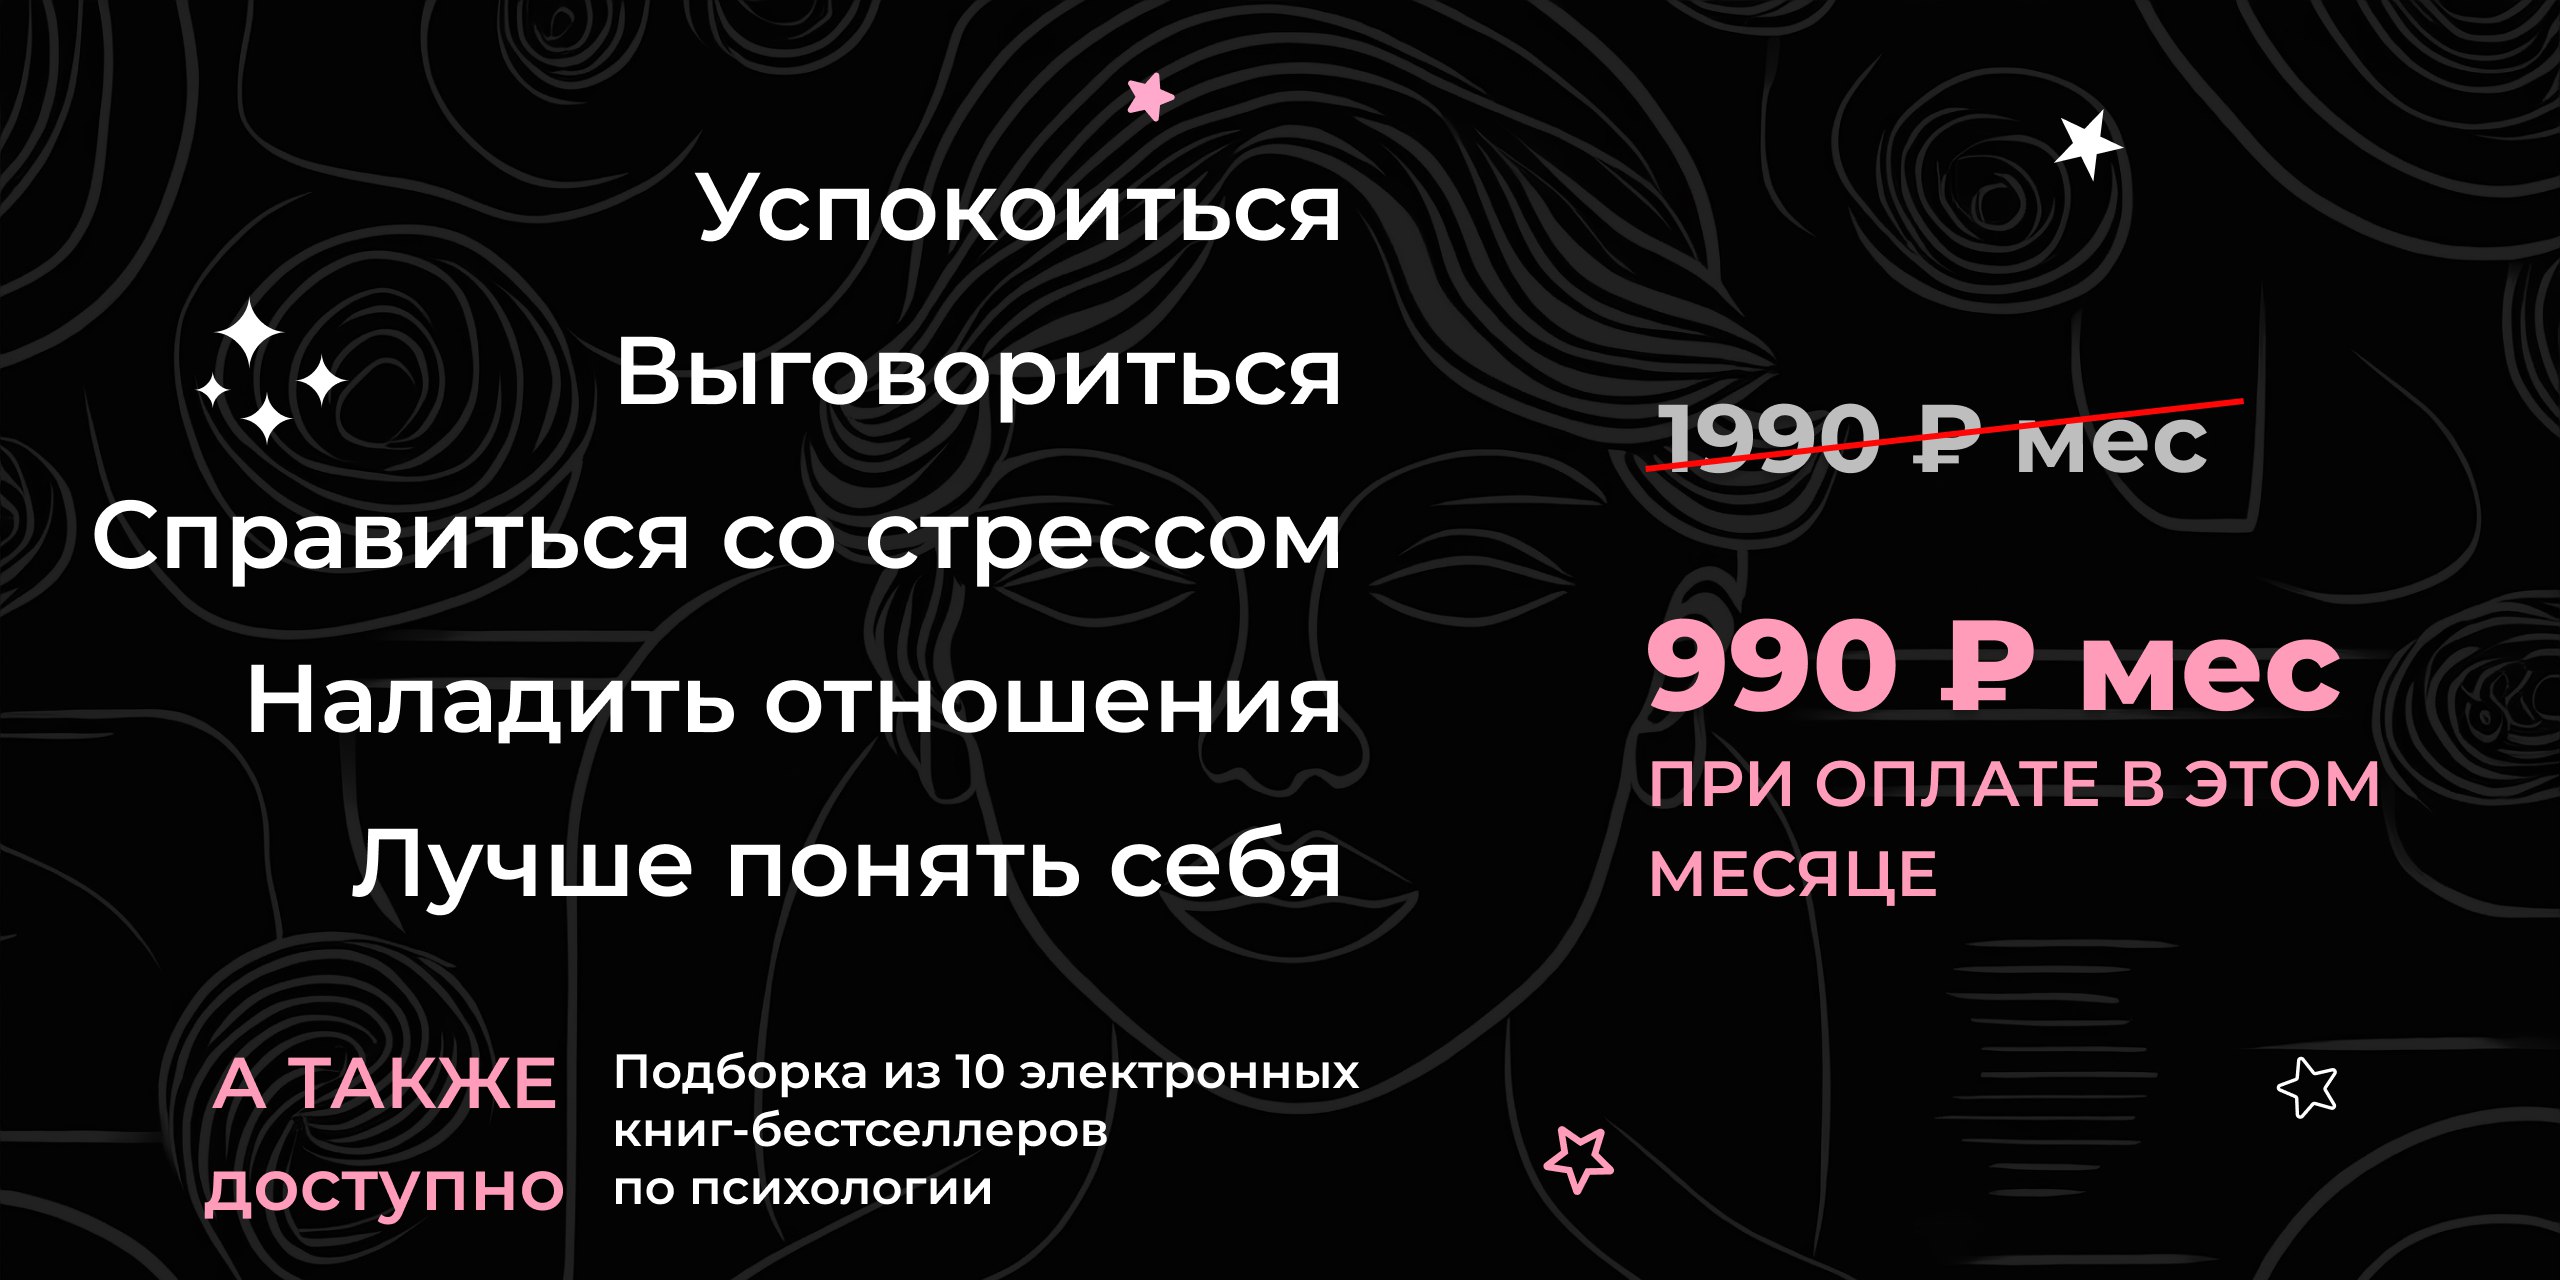 Успокоиться
Выговориться
Справиться со стрессом
Наладить отношения
Лучше понять себя
1990 ₽ мес
990 ₽ мес
ПРИ ОПЛАТЕ В ЭТОМ
МЕСЯЦЕ
А ТАКЖЕ
доступно
Подборка из 10 электронных
книг-бестселлеров
по психологии